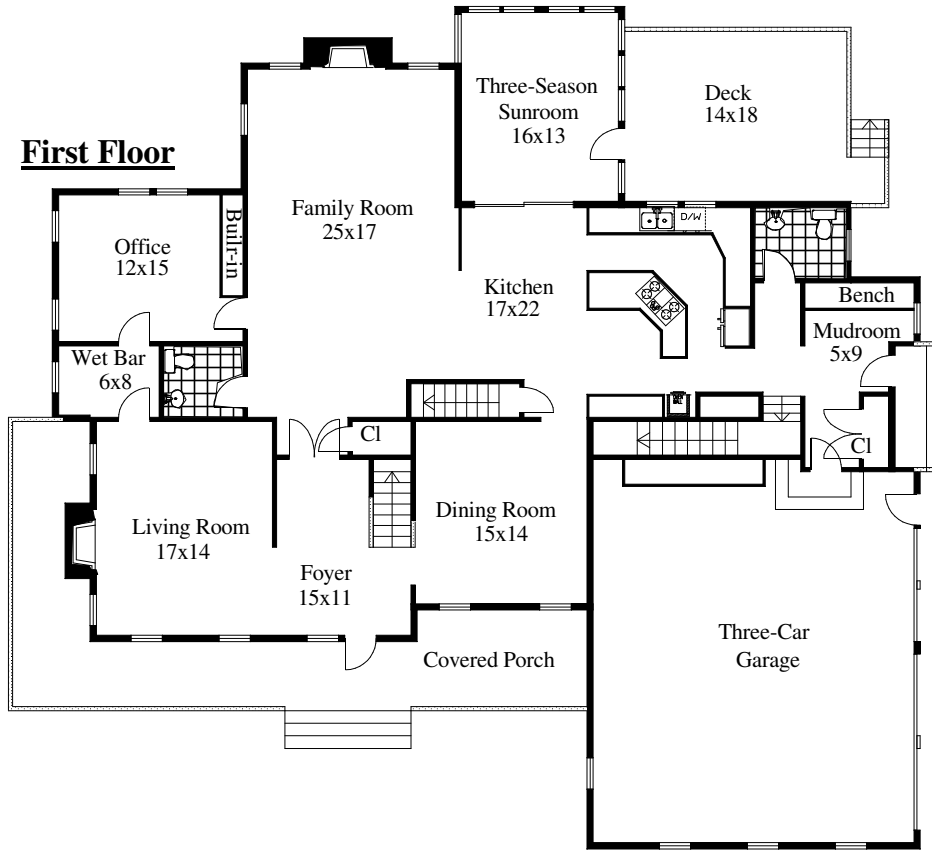 First Floor
Three-Season
Sunroom
16x13
Deck
14x18
Family Room
25x17
Office
12x15
Builr-in
D/W
Kitchen
17x22
Bench
Mudroom
5x9
Wet Bar
6x8
Cl
Cl
Living Room
17x14
Dining Room
15x14
Foyer
15x11
Three-Car
Garage
Covered Porch